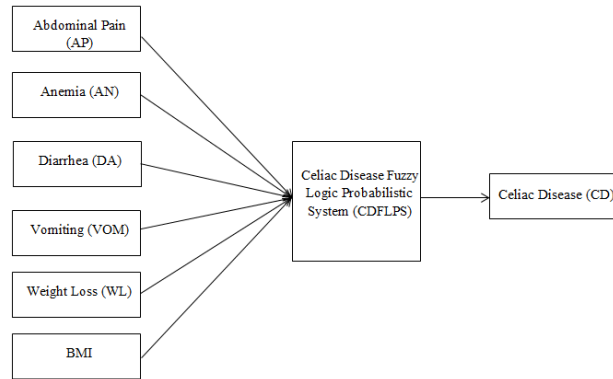 Abdominal Pain
(AP)
Anemia (AN)
Diarrhea (DA)
Vomiting (VOM)
Weight Loss (WL)
BMI
Celiac Disease Fuzzy
Logic Probabilistic
System (CDFLPS)
Celiac Disease (CD)